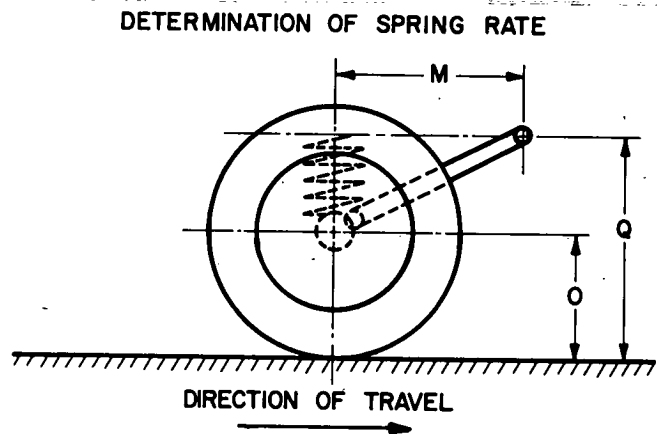 DETERMINATION OF SPRING RATE
M
Q
O
DIRECTION OF TRAVEL